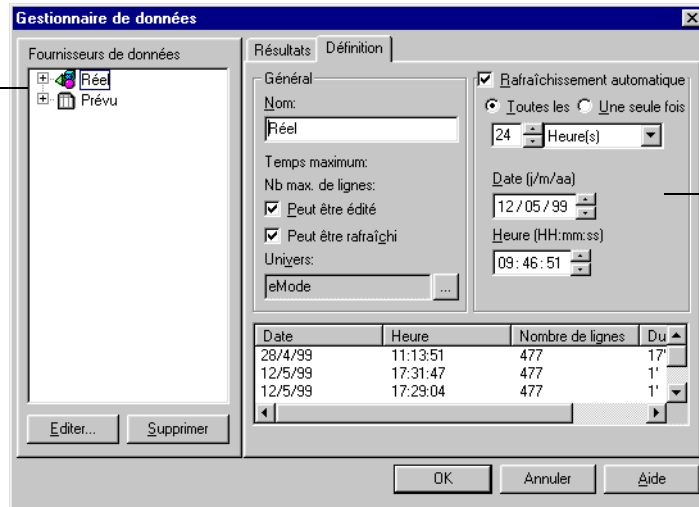 Gestionnaire de données
Fournisseurs de données
Réel
Prévu
Editer...
Supprimer
Résultats
Définition
Général
Nom:
Réel
Temps maximum:
Nb max. de lignes:
Peut être édité
Peut être rafraîchi
Univers:
eMode
...
Rafraîchissement automatique
Toutes les Une seule fois
24 Heure(s)
Date (j/m/aa)
12/05/99
Heure (HH:mm:ss)
09:46:51
Date Heure Nombre de lignes Du
28/4/99 11:13:51 477 17'
12/5/99 17:31:47 477 1'
12/5/99 17:29:04 477 1'
OK Annuler Aide